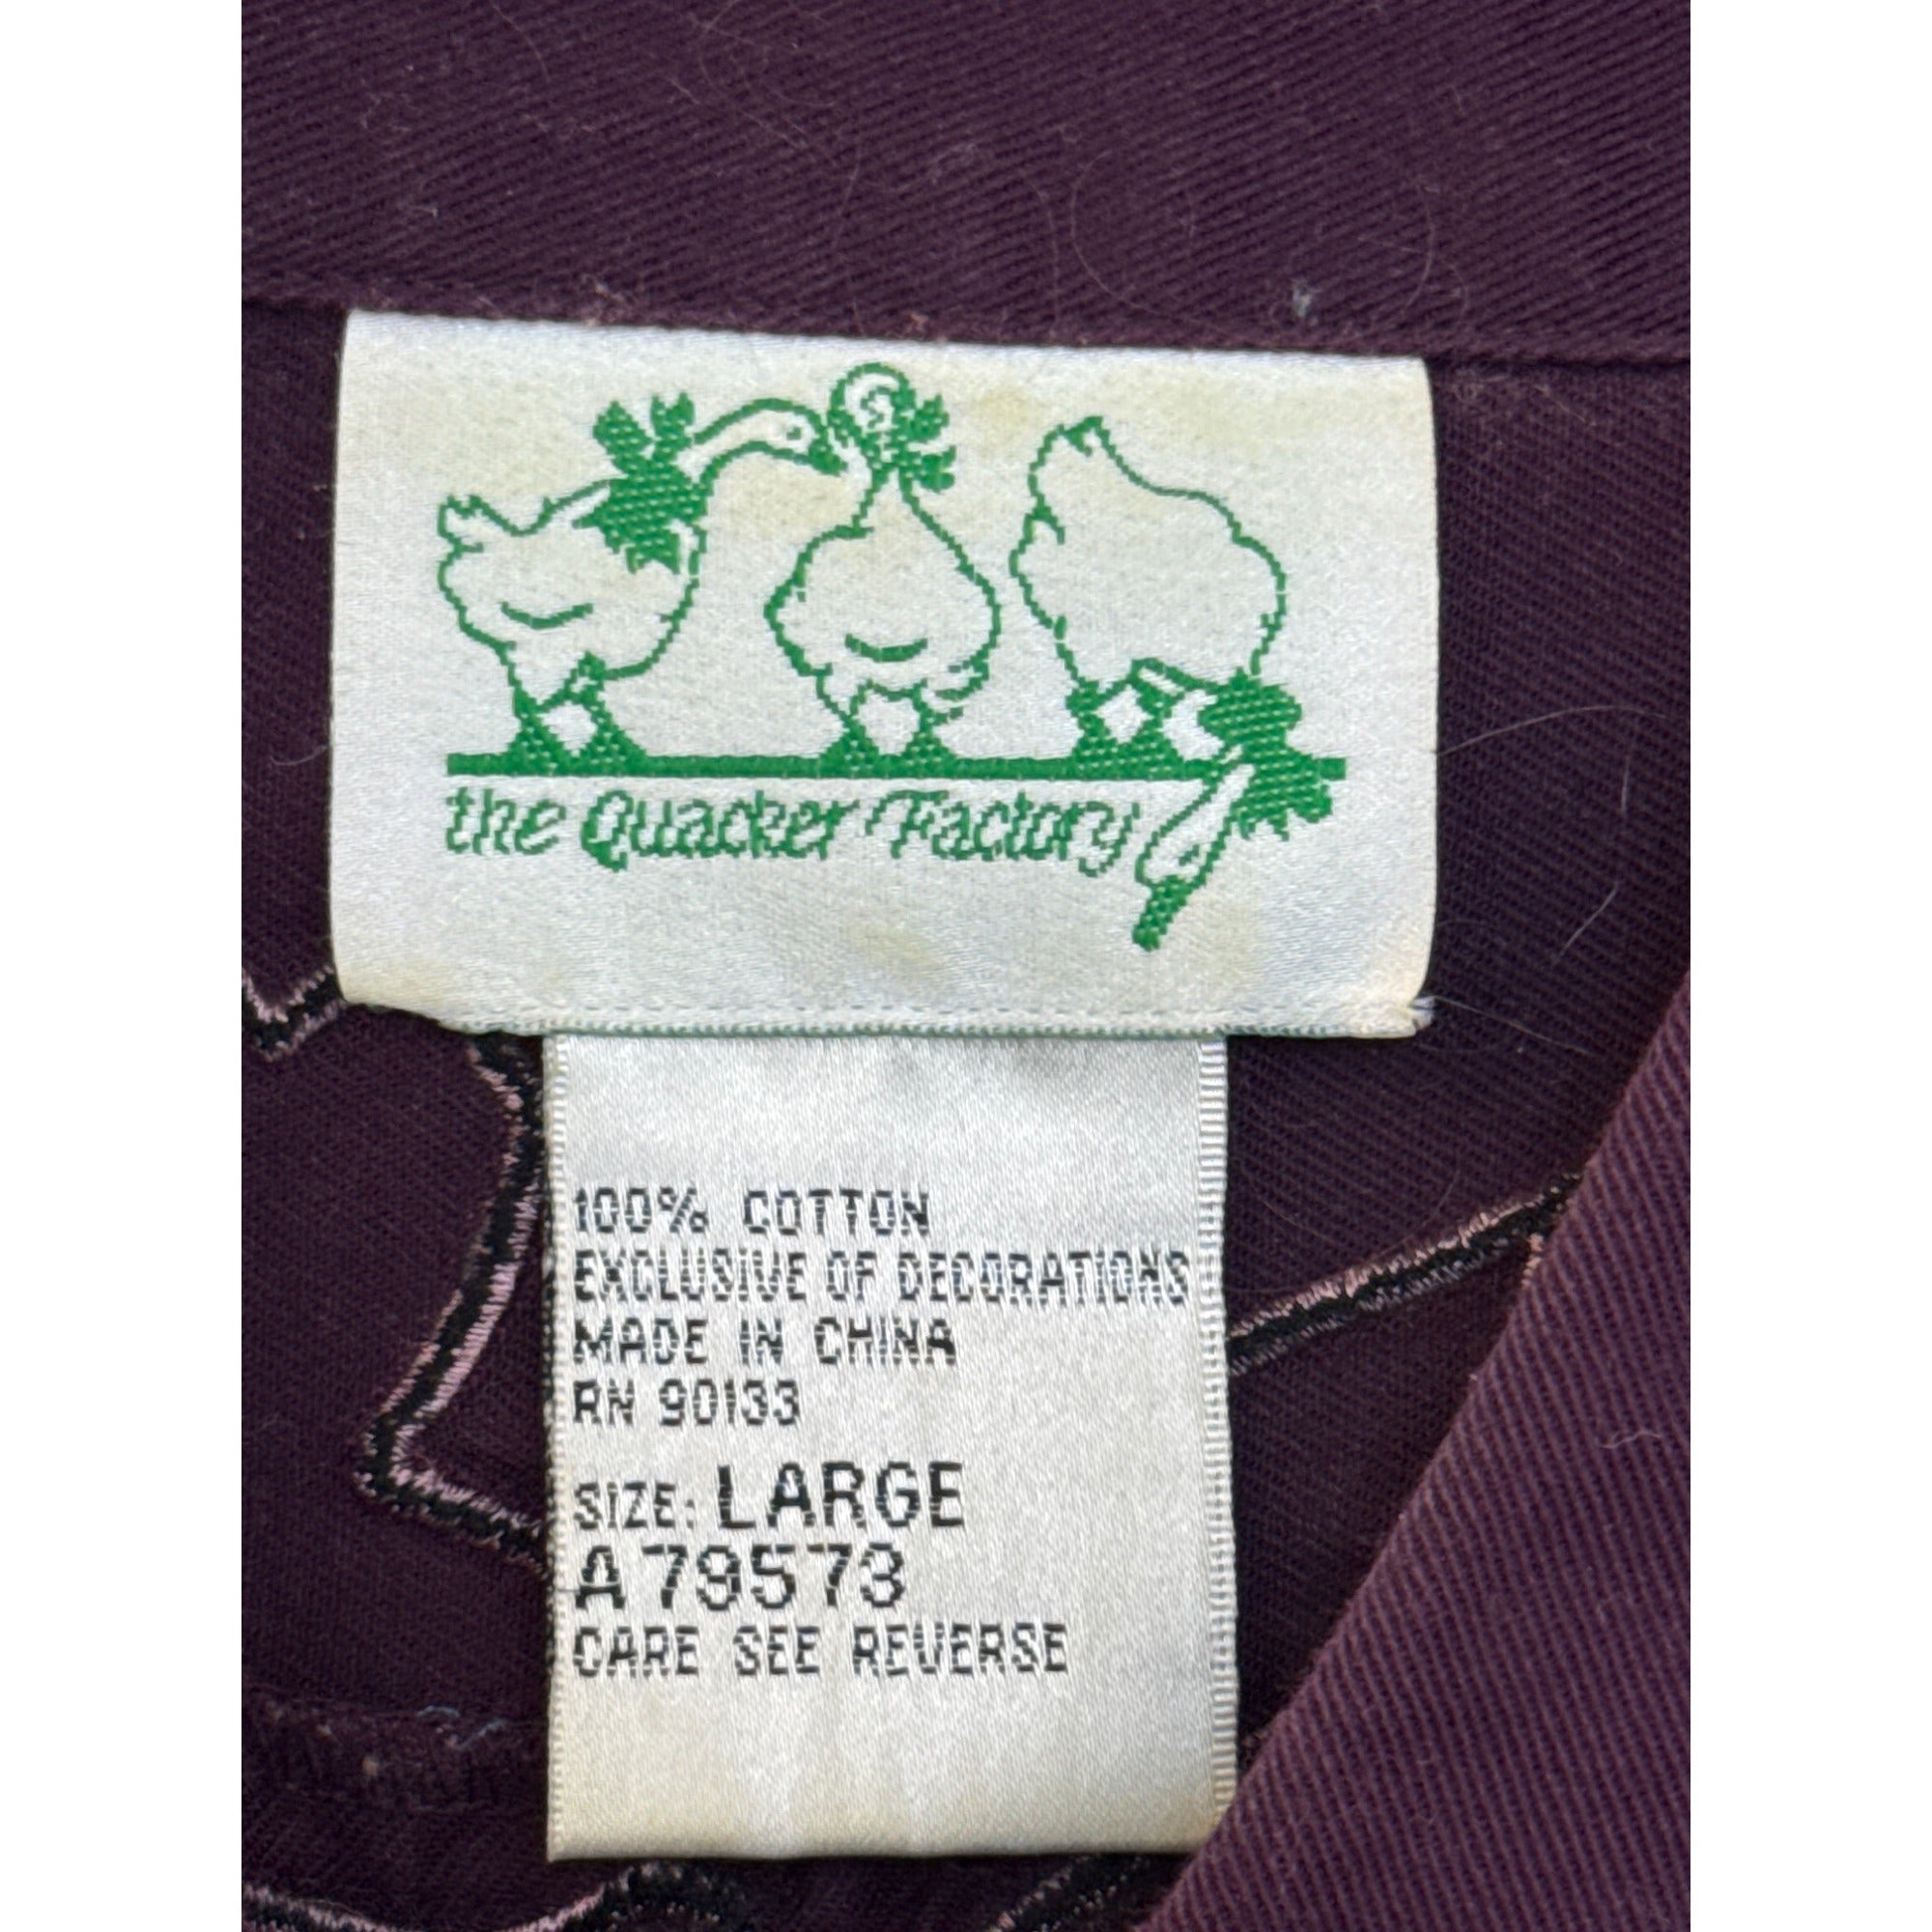 the Quacker Factory
100% COTTON
EXCLUSIVE OF DECORATIONS
MADE IN CHINA
RN 90133
SIZE: LARGE
A79573
CARE SEE REVERSE